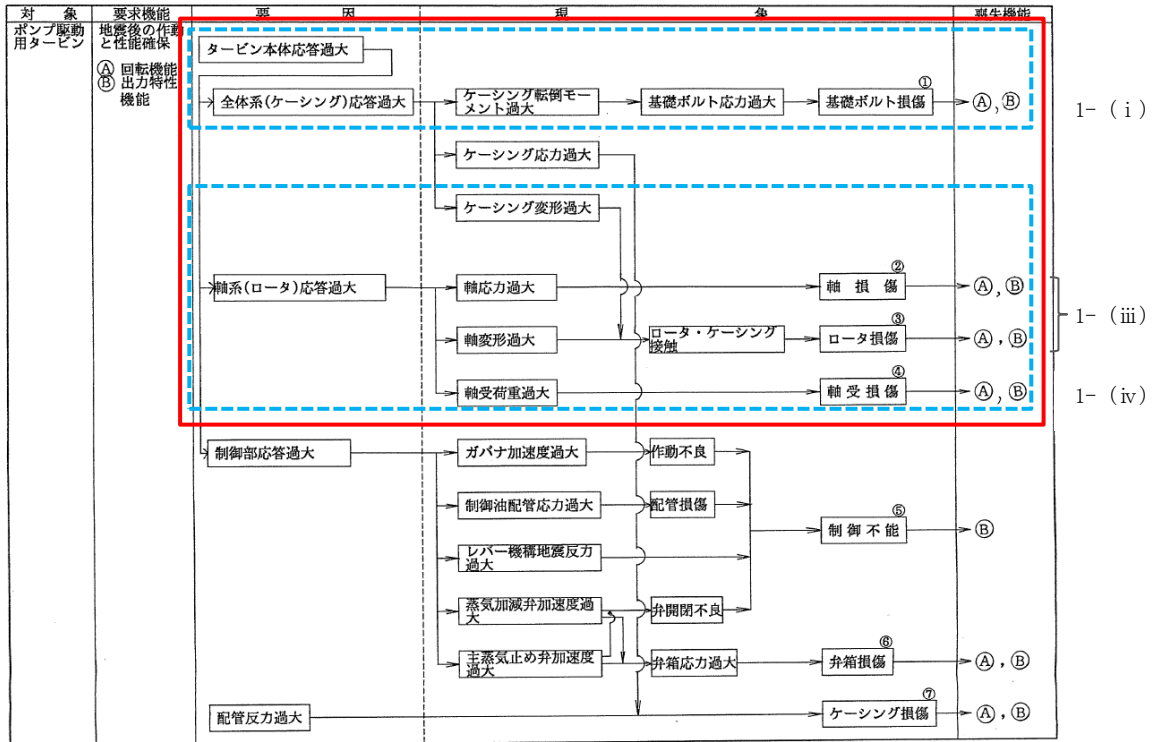 対　象
要求機能
要　因
現　象
喪失機能
ポンプ駆動
用タービン
地震後の作動
と性能確保
Ⓐ 回転機能
Ⓑ 出力特性
機能
タービン本体応答過大
全体系(ケーシング)応答過大
ケーシング転倒モー
メント過大
基礎ボルト応力過大
①
基礎ボルト損傷
Ⓐ,Ⓑ
1-（ⅰ）
ケーシング応力過大
ケーシング変形過大
軸系(ロータ)応答過大
軸応力過大
②
軸 損 傷
Ⓐ,Ⓑ
1-（ⅲ）
軸変形過大
ロータ・ケーシング
接触
③
ロータ損傷
Ⓐ,Ⓑ
軸受荷重過大
④
軸受損傷
Ⓐ,Ⓑ
1-（ⅳ）
制御部応答過大
ガバナ加速度過大
作動不良
制御油配管応力過大
配管損傷
⑤
制御不能
Ⓑ
レバー機構地震反力
過大
蒸気加減弁加速度過
大
弁開閉不良
主蒸気止め弁加速度
過大
弁箱応力過大
⑥
弁箱損傷
Ⓐ,Ⓑ
配管反力過大
⑦
ケーシング損傷
Ⓐ,Ⓑ